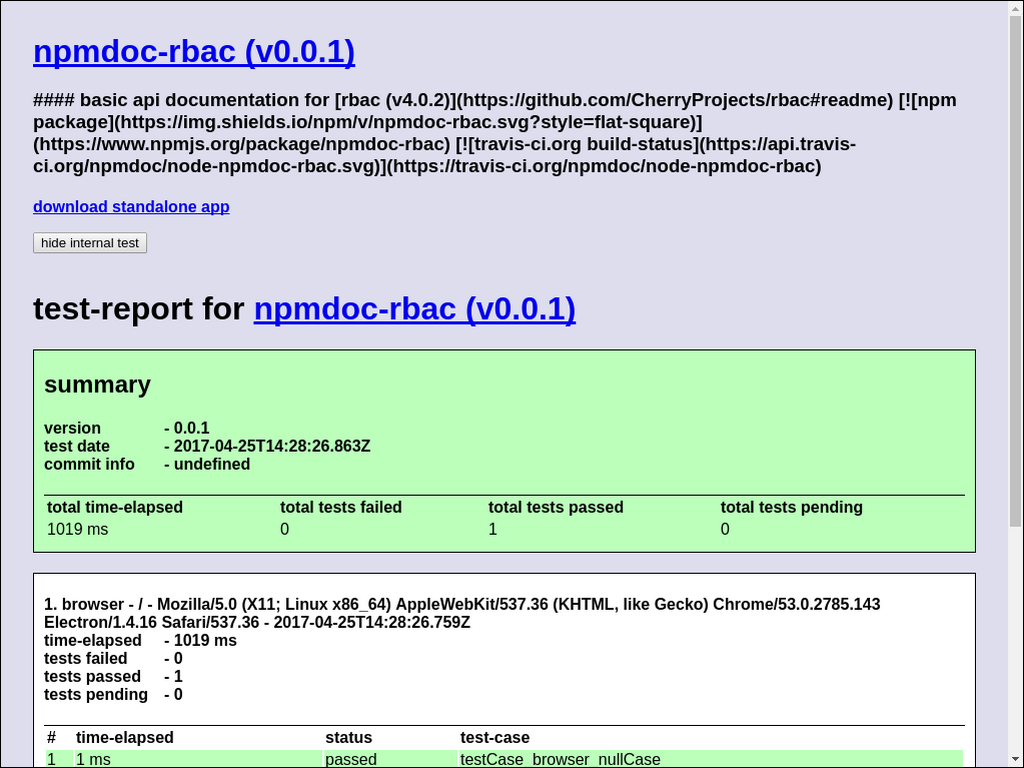 npmdoc-rbac (v0.0.1)
#### basic api documentation for [rbac (v4.0.2)](https://github.com/CherryProjects/rbac#readme) [![npm
package](https://img.shields.io/npm/v/npmdoc-rbac.svg?style=flat-square)]
(https://www.npmjs.org/package/npmdoc-rbac) [![travis-ci.org build-status](https://api.travis-
ci.org/npmdoc/node-npmdoc-rbac.svg)](https://travis-ci.org/npmdoc/node-npmdoc-rbac)
download standalone app
hide internal test
test-report for npmdoc-rbac (v0.0.1)
summary
version - 0.0.1
test date - 2017-04-25T14:28:26.863Z
commit info - undefined
total time-elapsed total tests failed total tests passed total tests pending
1019 ms 0 1 0
1. browser - / - Mozilla/5.0 (X11; Linux x86_64) AppleWebKit/537.36 (KHTML, like Gecko) Chrome/53.0.2785.143
Electron/1.4.16 Safari/537.36 - 2017-04-25T14:28:26.759Z
time-elapsed - 1019 ms
tests failed - 0
tests passed - 1
tests pending - 0
# time-elapsed status test-case
1 1 ms passed testCase_browser_nullCase